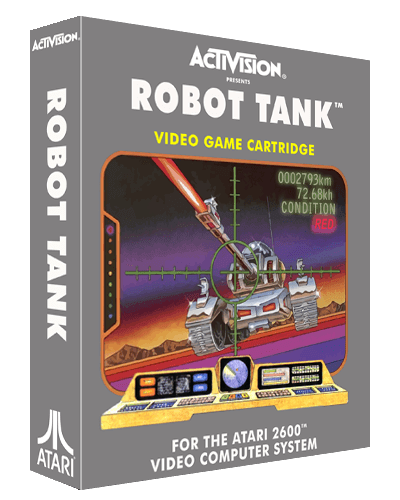 ACTIVISION®
ROBOT TANK
ATARI
ACTIVISION®
PRESENTS
ROBOT TANK™
VIDEO GAME CARTRIDGE
0002793km
72.68kh
CONDITION
RED
FOR THE ATARI 2600™
VIDEO COMPUTER SYSTEM